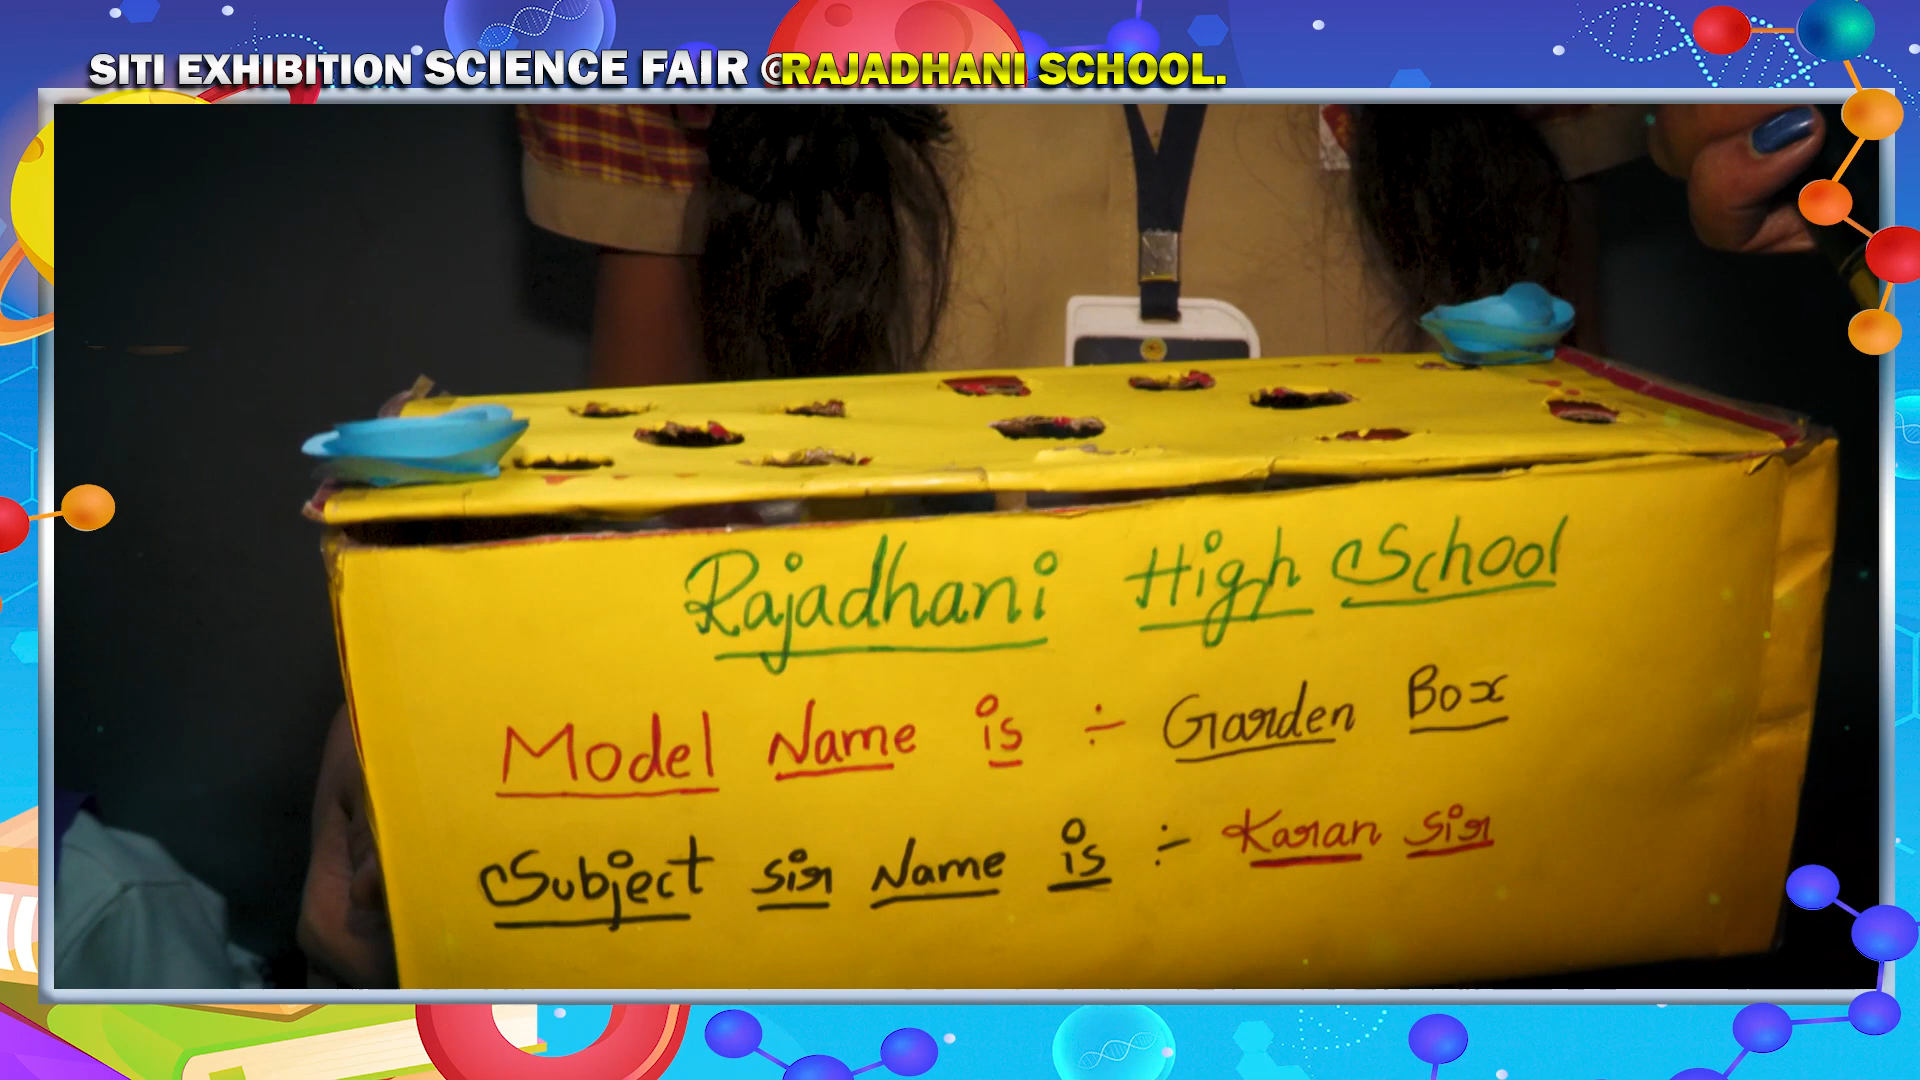 SITI EXHIBITION SCIENCE FAIR @RAJADHANI SCHOOL.
Rajadhani High School
Model Name is ÷ Garden Box
Subject Sir Name is ÷ Karan Sir